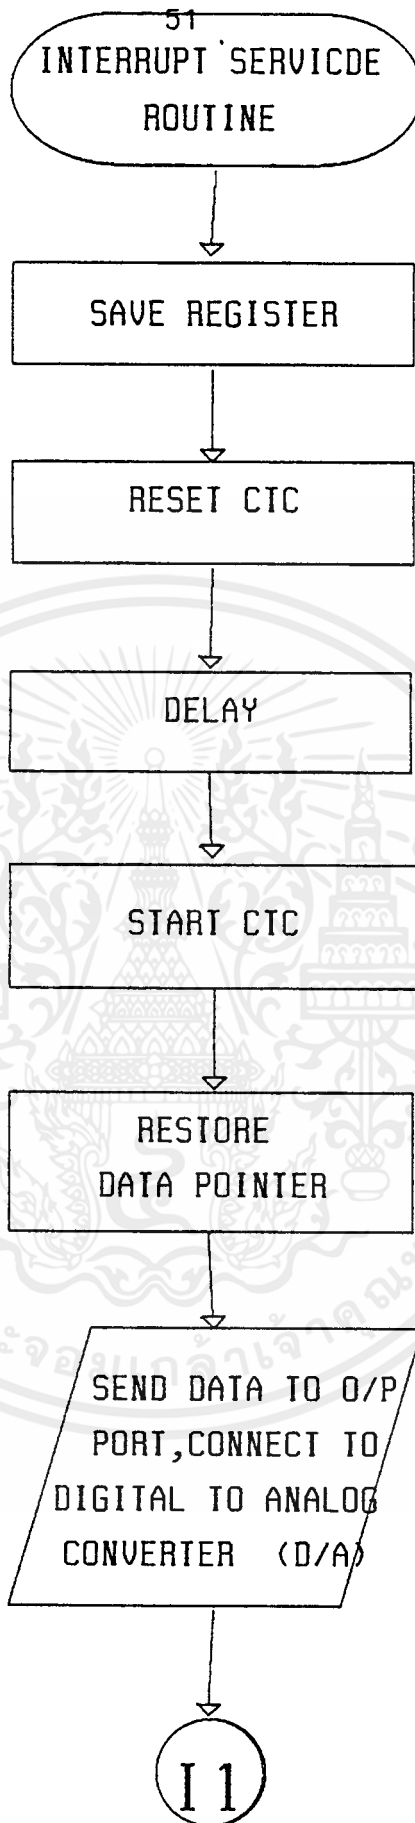 51
INTERRUPT SERVICDE
ROUTINE
SAVE REGISTER
RESET CTC
DELAY
START CTC
RESTORE
DATA POINTER
SEND DATA TO O/P
PORT,CONNECT TO
DIGITAL TO ANALOG
CONVERTER (D/A)
I1